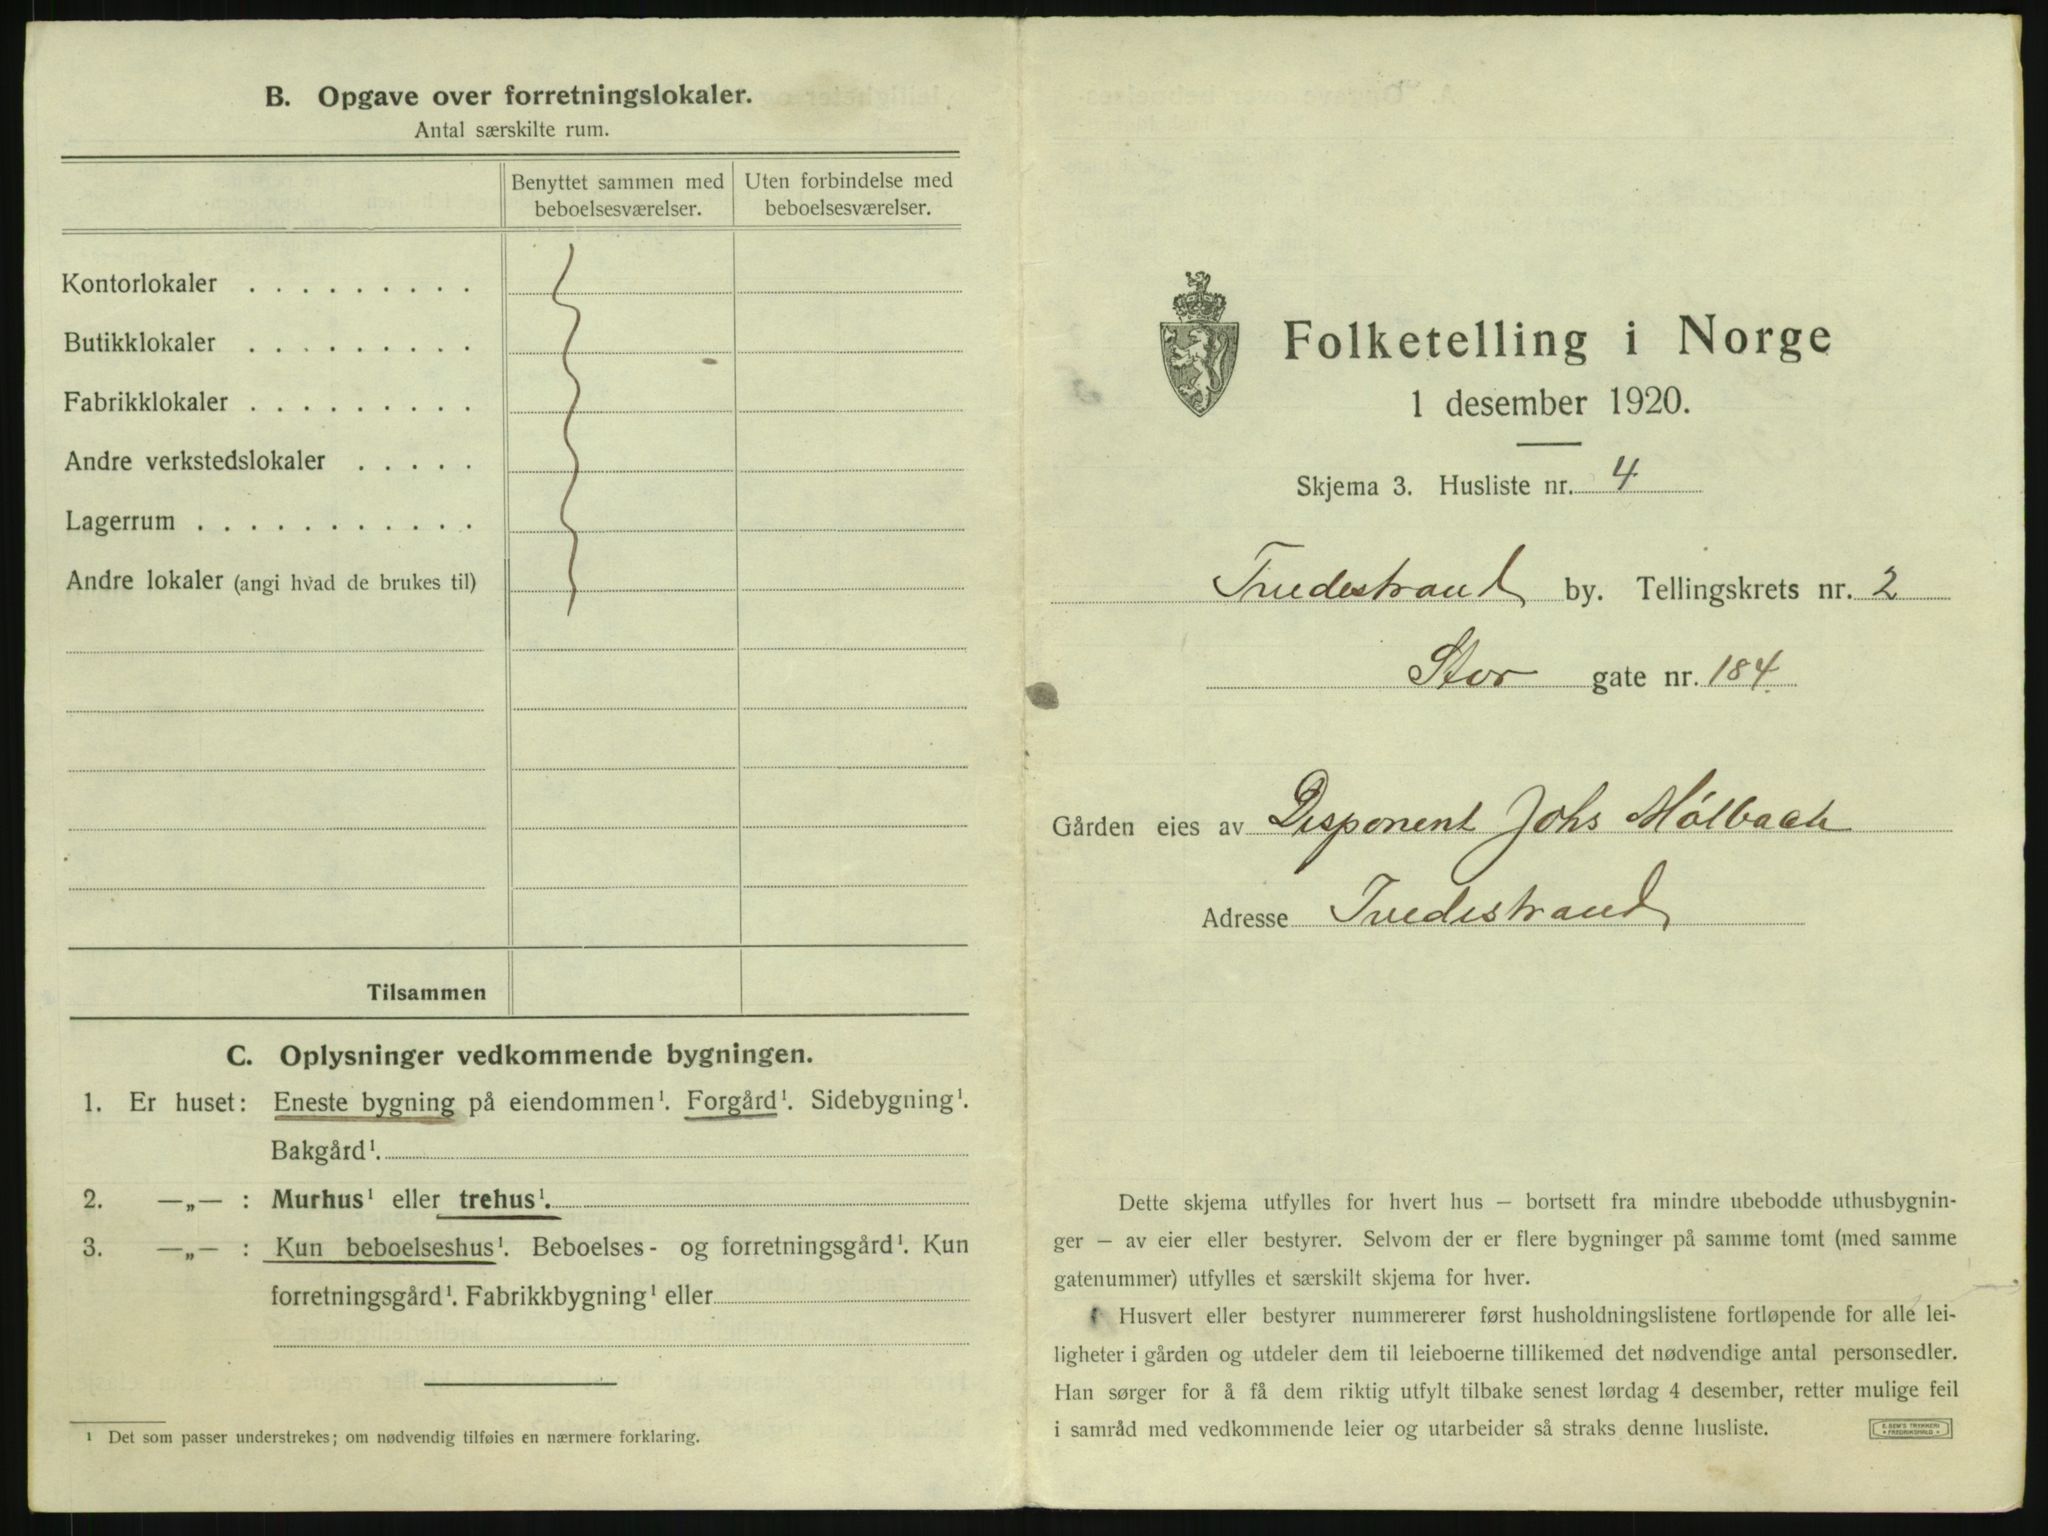 B. Opgave over forretningslokaler.
Antal særskilte rum.
Benyttet sammen med beboelsesværelser.
Uten forbindelse med beboelsesværelser.
Kontorlokaler . . . . . . . . .
Butikklokaler . . . . . . . . .
Fabrikklokaler . . . . . . . . .
Andre verkstedslokaler . . . . .
Lagerrum . . . . . . . . . . .
Andre lokaler (angi hvad de brukes til)
Tilsammen
C. Oplysninger vedkommende bygningen.
1. Er huset: Eneste bygning på eiendommen¹. Forgård¹. Sidebygning¹.
Bakgård¹.
2. —„— : Murhus¹ eller trehus¹.
3. —„— : Kun beboelseshus¹. Beboelses- og forretningsgård¹. Kun
forretningsgård¹. Fabrikkbygning¹ eller
¹ Det som passer understrekes; om nødvendig tilføies en nærmere forklaring.
Folketelling i Norge
1 desember 1920.
Skjema 3. Husliste nr. 4
Tvedestrand by. Tellingskrets nr. 2
Stor gate nr. 184.
Gården eies av Disponent Johs Mølbach
Adresse Tvedestrand
Dette skjema utfylles for hvert hus – bortsett fra mindre ubebodde uthusbygnin-
ger – av eier eller bestyrer. Selvom der er flere bygninger på samme tomt (med samme
gatenummer) utfylles et særskilt skjema for hver.
Husvert eller bestyrer nummererer først husholdningslistene fortløpende for alle lei-
ligheter i gården og utdeler dem til leieboerne tillikemed det nødvendige antal personsedler.
Han sørger for å få dem riktig utfylt tilbake senest lørdag 4 desember, retter mulige feil
i samråd med vedkommende leier og utarbeider så straks denne husliste.
E. SEM'S TRYKKERI
FREDRIKSHALD